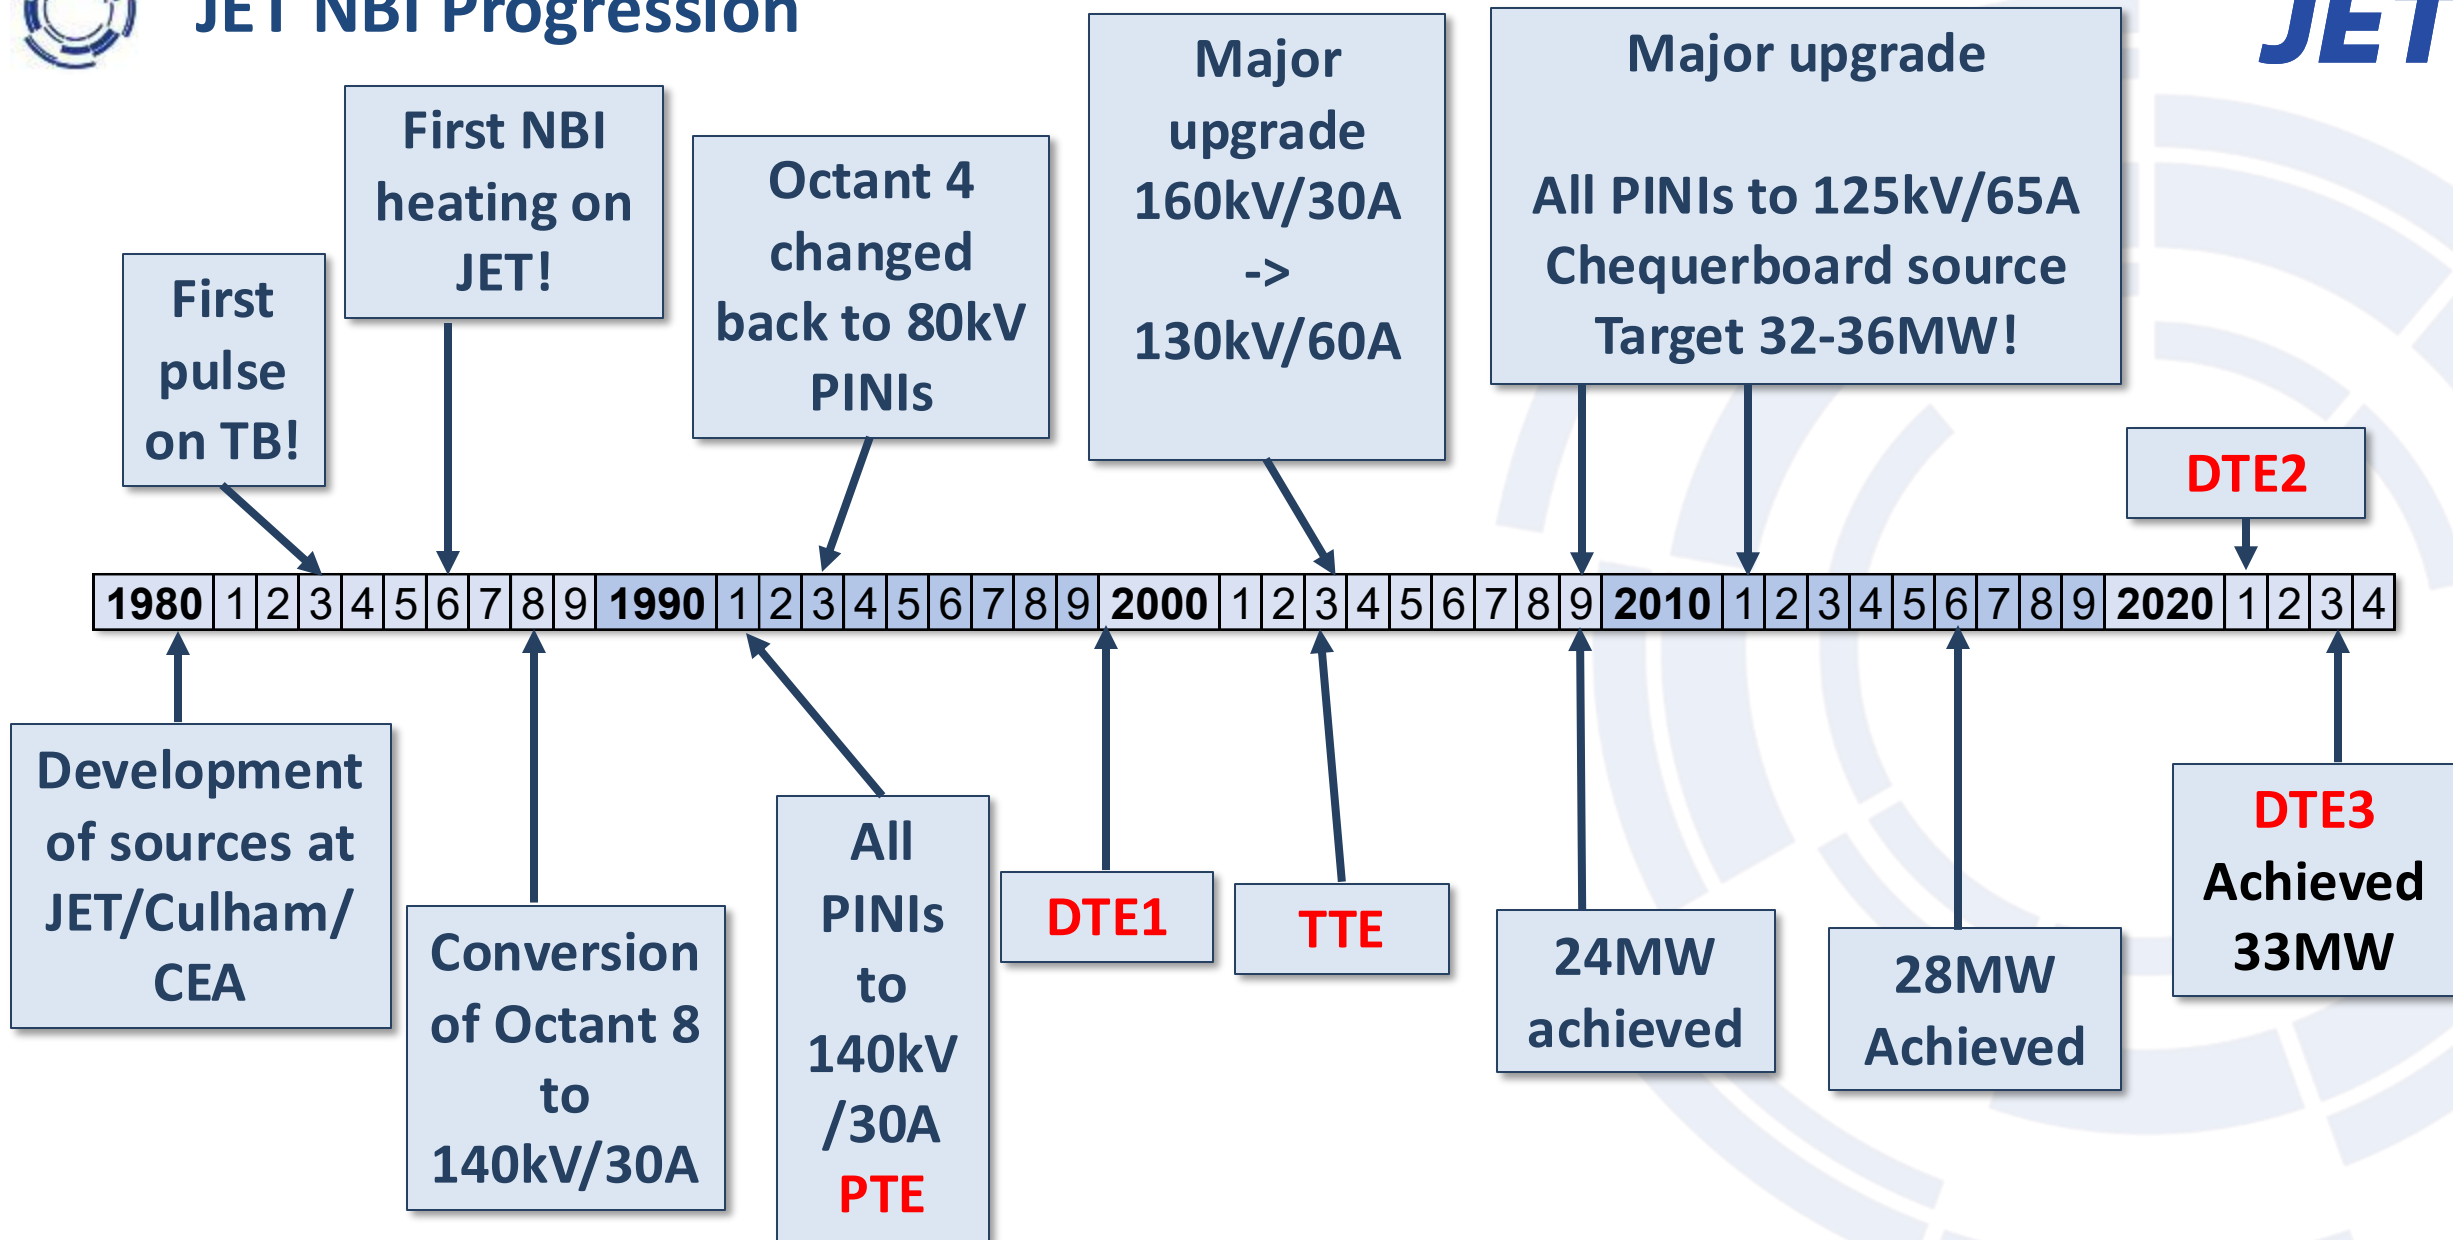 JET NBI Progression
JET
First
pulse
on TB!
First NBI
heating on
JET!
Octant 4
changed
back to 80kV
PINIs
Major
upgrade
160kV/30A
->
130kV/60A
Major upgrade
All PINIs to 125kV/65A
Chequerboard source
Target 32-36MW!
DTE2
1980 1 2 3 4 5 6 7 8 9 1990 1 2 3 4 5 6 7 8 9 2000 1 2 3 4 5 6 7 8 9 2010 1 2 3 4 5 6 7 8 9 2020 1 2 3 4
Development
of sources at
JET/Culham/
CEA
Conversion
of Octant 8
to
140kV/30A
All
PINIs
to
140kV
/30A
PTE
DTE1
TTE
24MW
achieved
28MW
Achieved
DTE3
Achieved
33MW